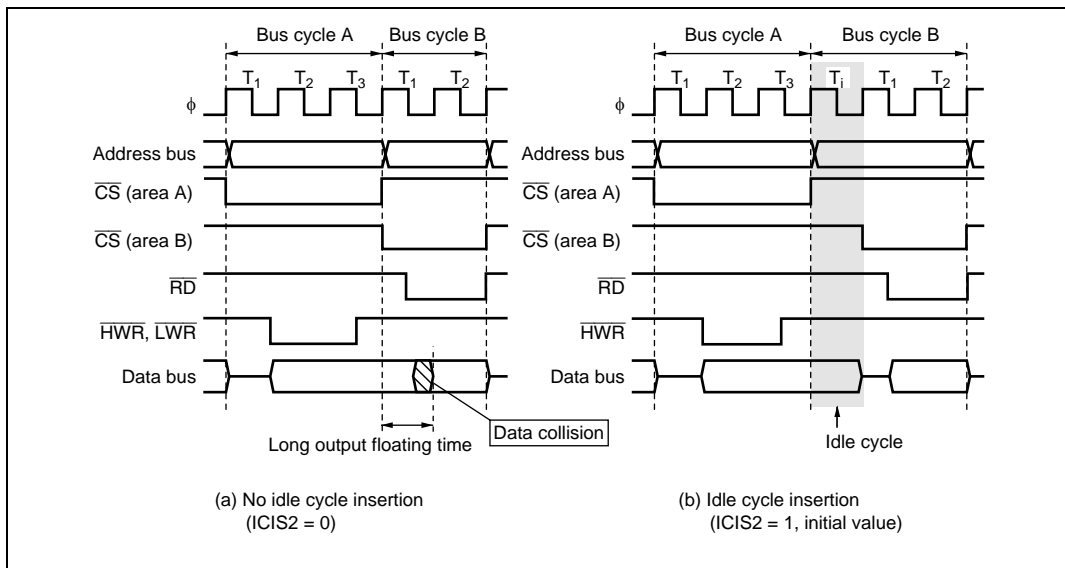 Bus cycle A
Bus cycle B
T1 T2 T3 T1 T2
φ
Address bus
CS (area A)
CS (area B)
RD
HWR, LWR
Data bus
Data collision
Long output floating time
(a) No idle cycle insertion
(ICIS2 = 0)
Bus cycle A
Bus cycle B
T1 T2 T3 Ti T1 T2
φ
Address bus
CS (area A)
CS (area B)
RD
HWR
Data bus
Idle cycle
(b) Idle cycle insertion
(ICIS2 = 1, initial value)